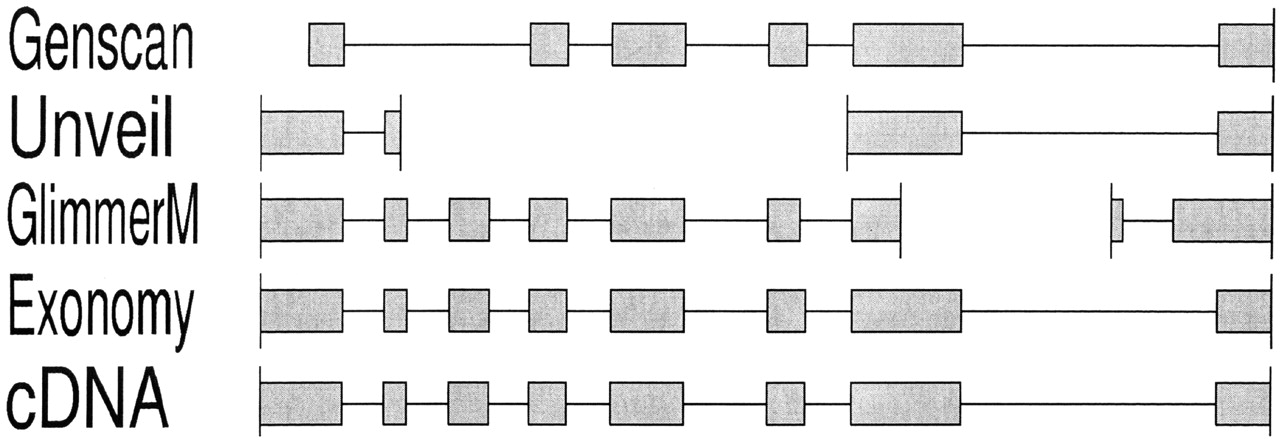 Genscan
Unveil
GlimmerM
Exonomy
cDNA